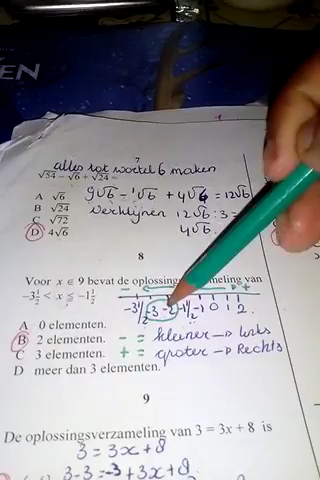 EN
7
alles tot wortel 6 maken
√54 − √6 + √24 =
A √6
B √24
C √72
D 4√6
9√6 − 1√6 + 4√6 = 12√6
Verklijnen 12√6 : 3 =
4√6
8
Voor x ∈ 9 bevat de oplossingsverzameling van
−3½ < x ≤ −1½
− +
−3½ −3 −2 −1½ −1 0 1 2
A 0 elementen.
B 2 elementen.
C 3 elementen.
D meer dan 3 elementen.
− = kleiner → links
+ = groter → Rechts
9
De oplossingsverzameling van 3 = 3x + 8 is
3 = 3x + 8
3-3 = -3 + 3x + 8